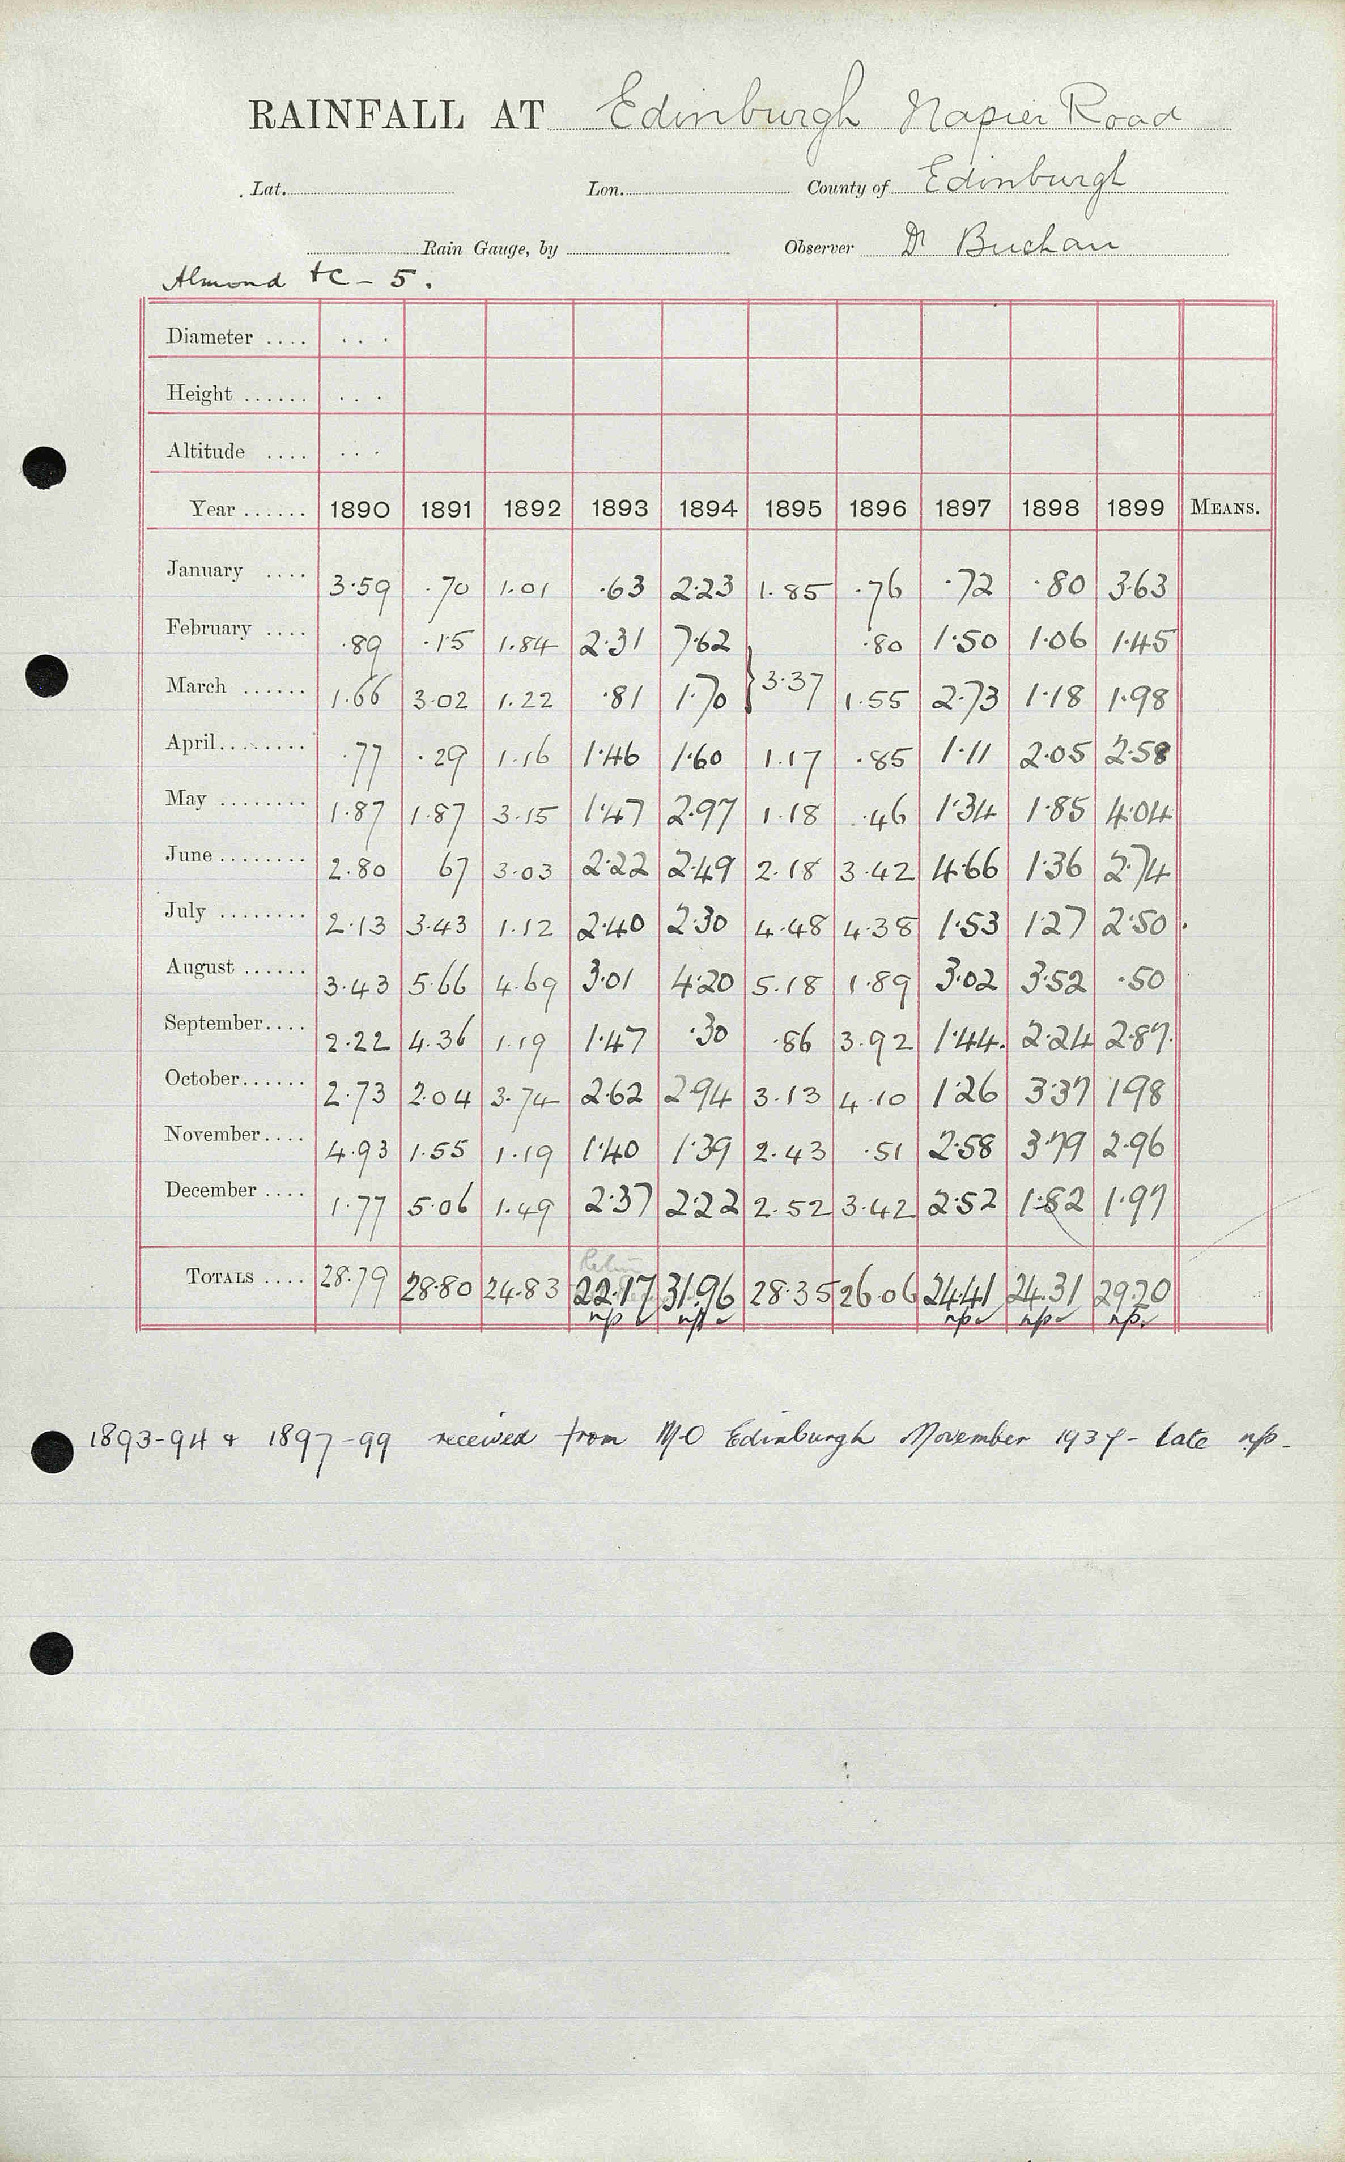 RAINFALL AT Edinburgh Napier Road
Lat. Lon. County of Edinburgh
Rain Gauge, by Observer Dr Buchan
Almond &c - 5.
Diameter .... ...
Height ...... ...
Altitude .... ...
Year ...... 1890 1891 1892 1893 1894 1895 1896 1897 1898 1899 MEANS.
January .... 3.59 .70 1.01 .63 2.23 1.85 .76 .72 .80 3.63
February .... .89 .15 1.84 2.31 7.62 .80 1.50 1.06 1.45
March ...... 1.66 3.02 1.22 .81 1.70 } 3.37 1.55 2.73 1.18 1.98
April........ .77 .29 1.16 1.46 1.60 1.17 .85 1.11 2.05 2.58
May ........ 1.87 1.87 3.15 1.47 2.97 1.18 .46 1.34 1.85 4.04
June ........ 2.80 67 3.03 2.22 2.49 2.18 3.42 4.66 1.36 2.74
July ........ 2.13 3.43 1.12 2.40 2.30 4.48 4.38 1.53 1.27 2.50
August ...... 3.43 5.66 4.69 3.01 4.20 5.18 1.89 3.02 3.52 .50
September.... 2.22 4.36 1.19 1.47 .30 .86 3.92 1.44 2.24 2.87
October...... 2.73 2.04 3.74 2.62 2.94 3.13 4.10 1.26 3.37 1.98
November.... 4.93 1.55 1.19 1.40 1.39 2.43 .51 2.58 3.79 2.96
December .... 1.77 5.06 1.49 2.37 2.22 2.52 3.42 2.52 1.82 1.97
TOTALS .... 28.79 28.80 24.83 22.17 31.96 28.35 26.06 24.41 24.31 29.20
np ✓ np ✓ np ✓ np ✓ np ✓
1893-94 & 1897-99 received from M-O Edinburgh November 1937 - late np -